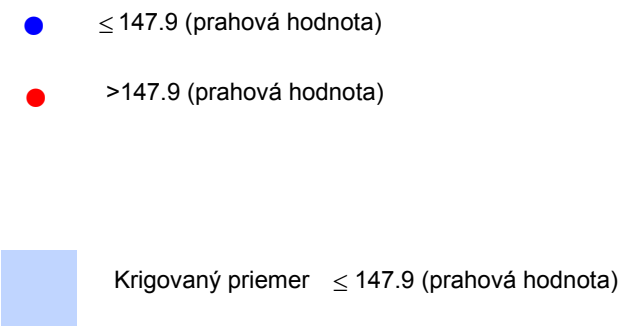 ≤ 147.9 (prahová hodnota)
>147.9 (prahová hodnota)
Krigovaný priemer ≤ 147.9 (prahová hodnota)